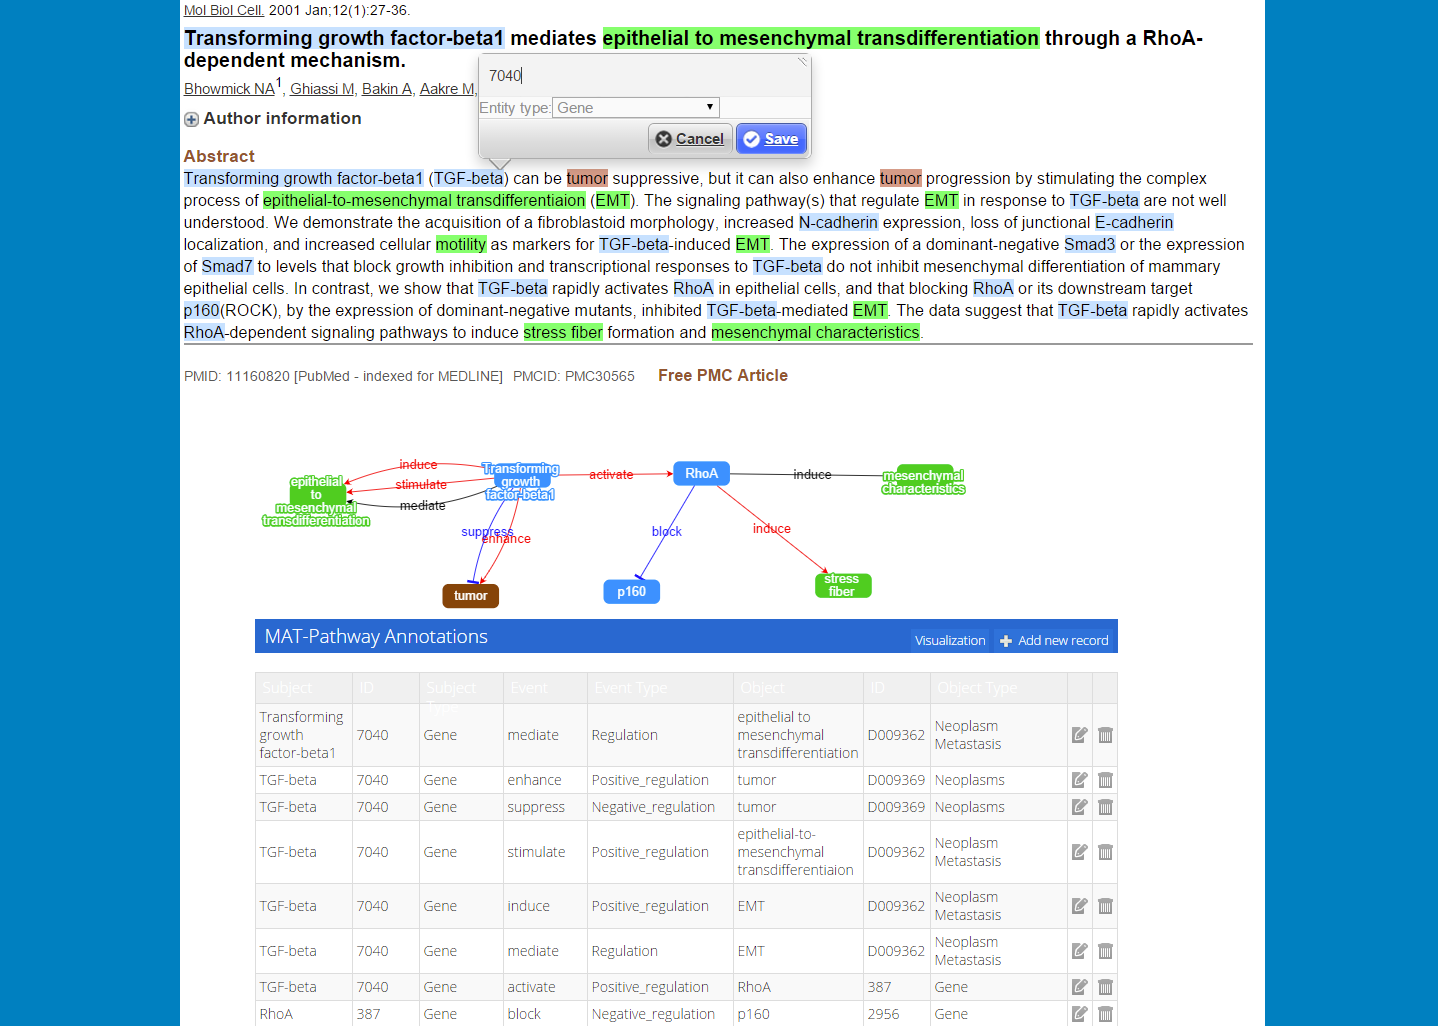 Mol Biol Cell. 2001 Jan;12(1):27-36.
Transforming growth factor-beta1 mediates epithelial to mesenchymal transdifferentiation through a RhoA-
dependent mechanism.
Bhowmick NA1, Ghiassi M, Bakin A, Aakre M,
7040
Entity type: Gene
Cancel Save
Author information
Abstract
Transforming growth factor-beta1 (TGF-beta) can be tumor suppressive, but it can also enhance tumor progression by stimulating the complex
process of epithelial-to-mesenchymal transdifferentiaion (EMT). The signaling pathway(s) that regulate EMT in response to TGF-beta are not well
understood. We demonstrate the acquisition of a fibroblastoid morphology, increased N-cadherin expression, loss of junctional E-cadherin
localization, and increased cellular motility as markers for TGF-beta-induced EMT. The expression of a dominant-negative Smad3 or the expression
of Smad7 to levels that block growth inhibition and transcriptional responses to TGF-beta do not inhibit mesenchymal differentiation of mammary
epithelial cells. In contrast, we show that TGF-beta rapidly activates RhoA in epithelial cells, and that blocking RhoA or its downstream target
p160(ROCK), by the expression of dominant-negative mutants, inhibited TGF-beta-mediated EMT. The data suggest that TGF-beta rapidly activates
RhoA-dependent signaling pathways to induce stress fiber formation and mesenchymal characteristics.
PMID: 11160820 [PubMed - indexed for MEDLINE] PMCID: PMC30565 Free PMC Article
induce
stimulate
mediate
epithelial
to
mesenchymal
transdifferentiation
Transforming
growth
factor-beta1
activate
RhoA
induce
mesenchymal
characteristics
suppress
enhance
block
induce
tumor
p160
stress
fiber
MAT-Pathway Annotations
Visualization Add new record
Subject ID Subject Type Event Event Type Object ID Object Type
Transforming
growth
factor-beta1 7040 Gene mediate Regulation epithelial to
mesenchymal
transdifferentiation D009362 Neoplasm
Metastasis
TGF-beta 7040 Gene enhance Positive_regulation tumor D009369 Neoplasms
TGF-beta 7040 Gene suppress Negative_regulation tumor D009369 Neoplasms
TGF-beta 7040 Gene stimulate Positive_regulation epithelial-to-
mesenchymal
transdifferentiaion D009362 Neoplasm
Metastasis
TGF-beta 7040 Gene induce Positive_regulation EMT D009362 Neoplasm
Metastasis
TGF-beta 7040 Gene mediate Regulation EMT D009362 Neoplasm
Metastasis
TGF-beta 7040 Gene activate Positive_regulation RhoA 387 Gene
RhoA 387 Gene block Negative_regulation p160 2956 Gene